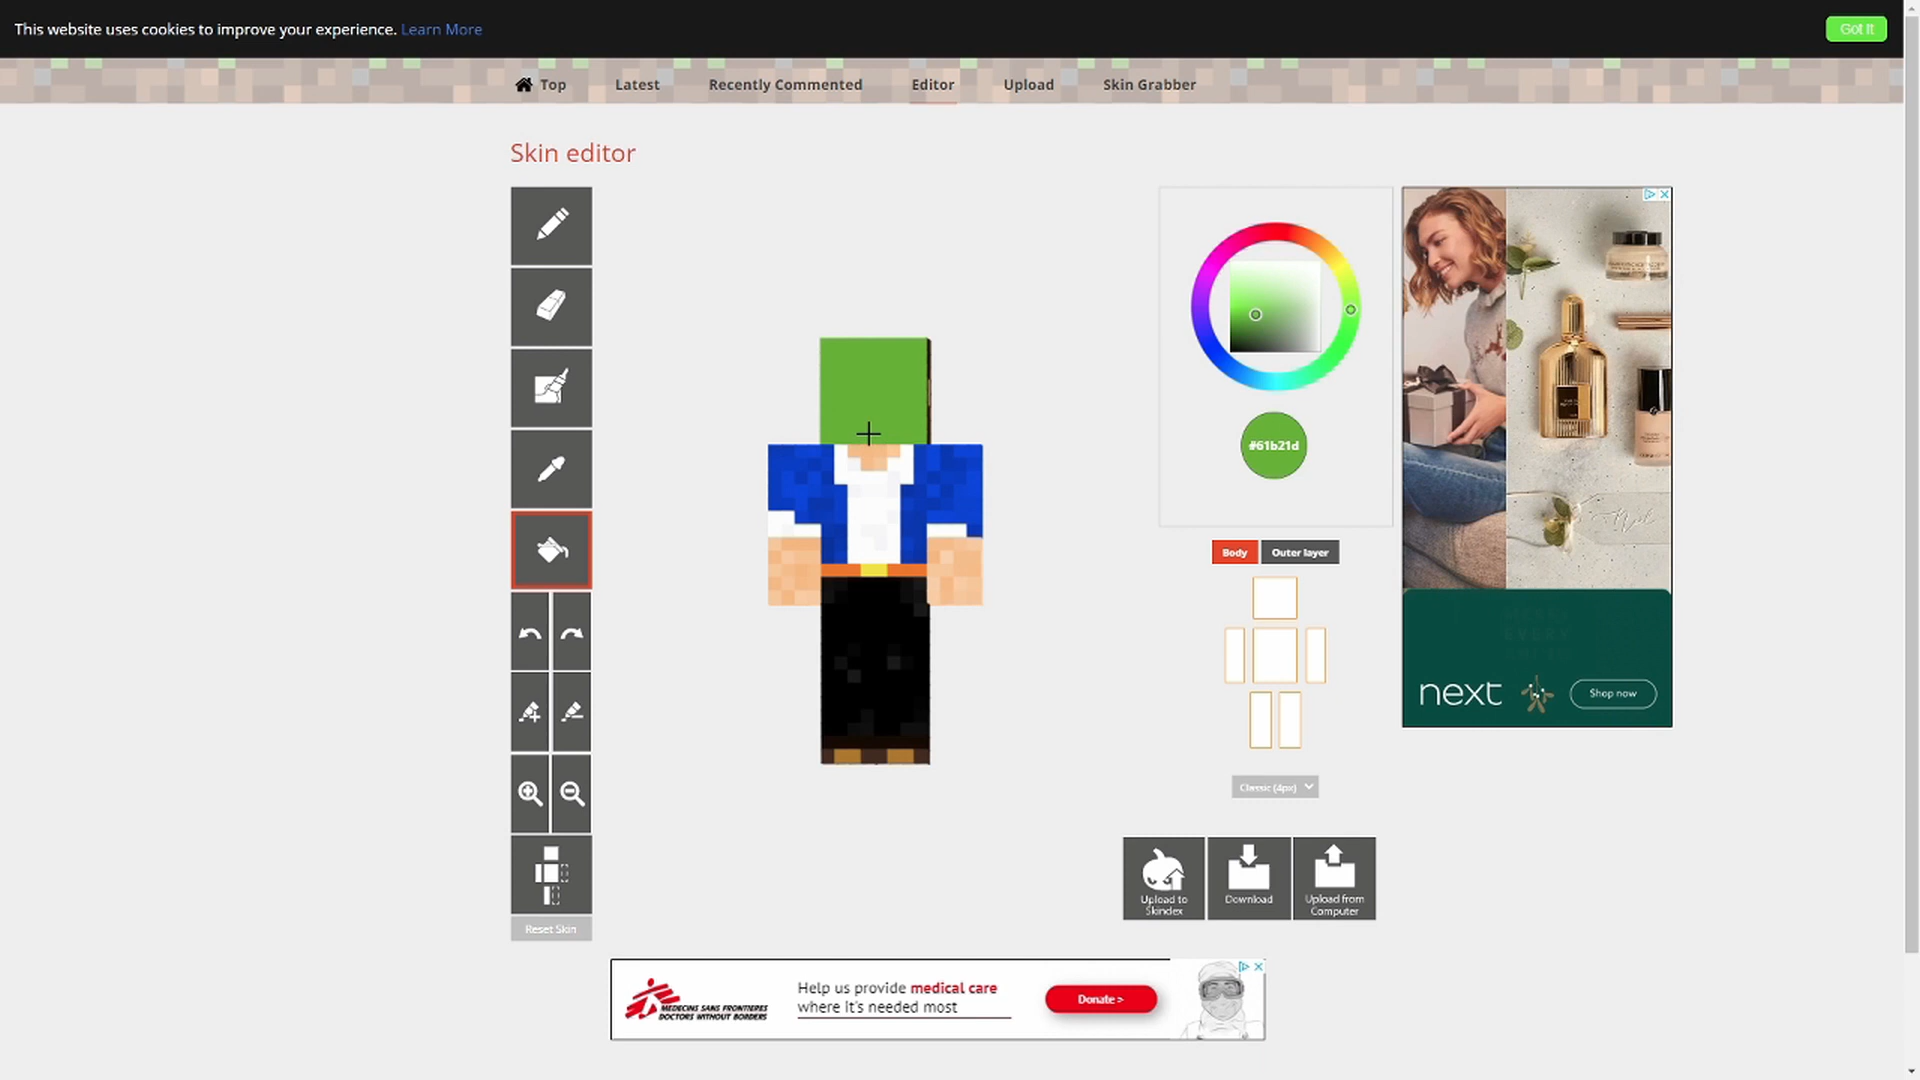 This website uses cookies to improve your experience. Learn More
Got It
Top Latest Recently Commented Editor Upload Skin Grabber
Skin editor
#61b21d
Body Outer layer
Classic (4px)
Reset Skin
Upload to
Skindex
Download
Upload from
Computer
next
Shop now
MEDECINS SANS FRONTIERES
DOCTORS WITHOUT BORDERS
Help us provide medical care
where it's needed most
Donate >